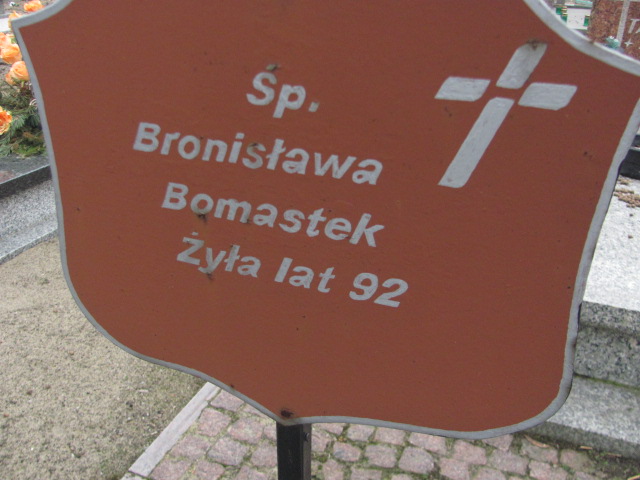 Śp.
Bronisława
Bomastek
Żyła lat 92